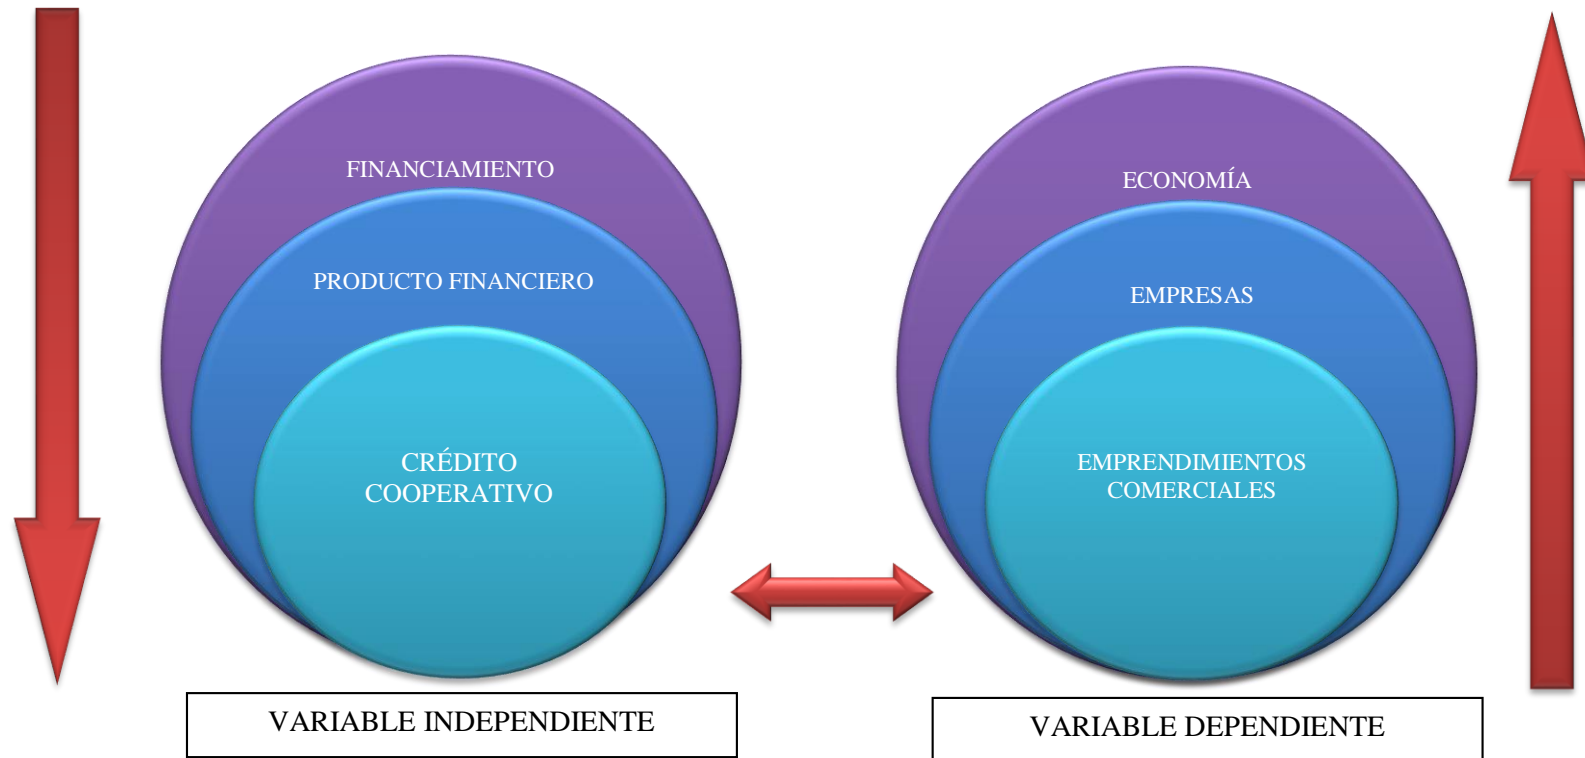 FINANCIAMIENTO
PRODUCTO FINANCIERO
CRÉDITO
COOPERATIVO
VARIABLE INDEPENDIENTE
ECONOMÍA
EMPRESAS
EMPRENDIMIENTOS
COMERCIALES
VARIABLE DEPENDIENTE